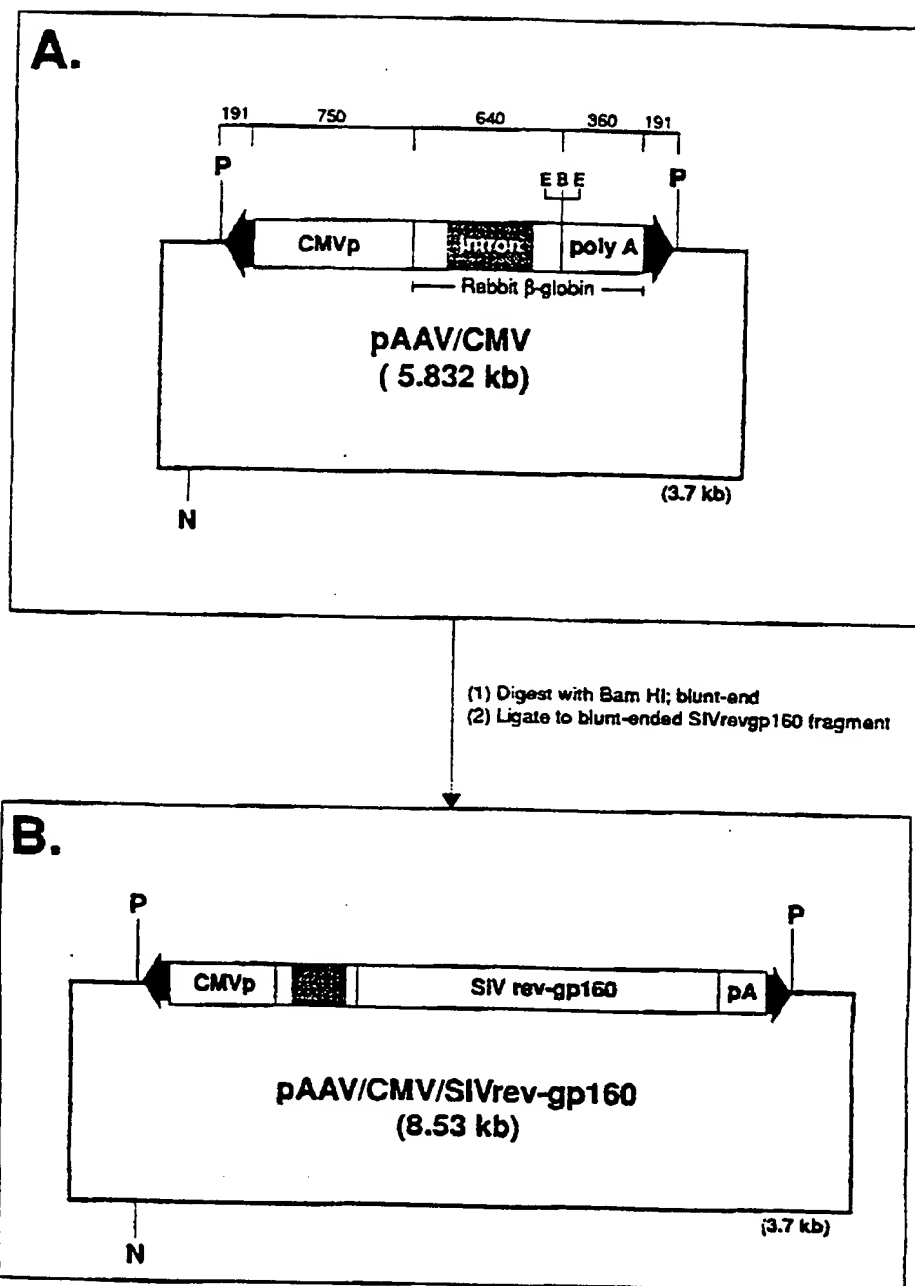 A.
191 750 640 360 191
P P
E B E
CMVp Intron poly A
Rabbit β-globin
pAAV/CMV
( 5.832 kb)
(3.7 kb)
N
(1) Digest with Bam HI; blunt-end
(2) Ligate to blunt-ended SIVrevgp160 fragment
B.
P P
CMVp SIV rev-gp160 pA
pAAV/CMV/SIVrev-gp160
(8.53 kb)
(3.7 kb)
N